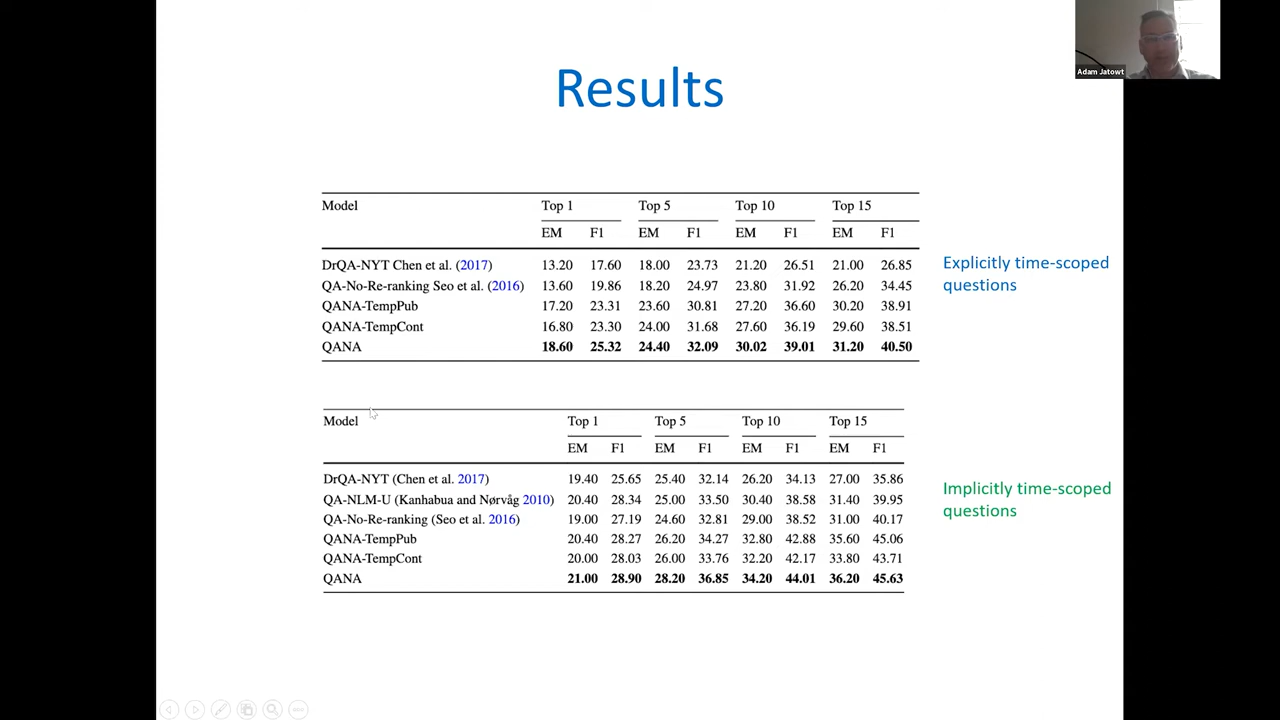 Adam Jatowt
Results
Model Top 1 Top 5 Top 10 Top 15
EM F1 EM F1 EM F1 EM F1
DrQA-NYT Chen et al. (2017) 13.20 17.60 18.00 23.73 21.20 26.51 21.00 26.85
QA-No-Re-ranking Seo et al. (2016) 13.60 19.86 18.20 24.97 23.80 31.92 26.20 34.45
QANA-TempPub 17.20 23.31 23.60 30.81 27.20 36.60 30.20 38.91
QANA-TempCont 16.80 23.30 24.00 31.68 27.60 36.19 29.60 38.51
QANA 18.60 25.32 24.40 32.09 30.02 39.01 31.20 40.50
Explicitly time-scoped
questions
Model Top 1 Top 5 Top 10 Top 15
EM F1 EM F1 EM F1 EM F1
DrQA-NYT (Chen et al. 2017) 19.40 25.65 25.40 32.14 26.20 34.13 27.00 35.86
QA-NLM-U (Kanhabua and Nørvåg 2010) 20.40 28.34 25.00 33.50 30.40 38.58 31.40 39.95
QA-No-Re-ranking (Seo et al. 2016) 19.00 27.19 24.60 32.81 29.00 38.52 31.00 40.17
QANA-TempPub 20.40 28.27 26.20 34.27 32.80 42.88 35.60 45.06
QANA-TempCont 20.00 28.03 26.00 33.76 32.20 42.17 33.80 43.71
QANA 21.00 28.90 28.20 36.85 34.20 44.01 36.20 45.63
Implicitly time-scoped
questions